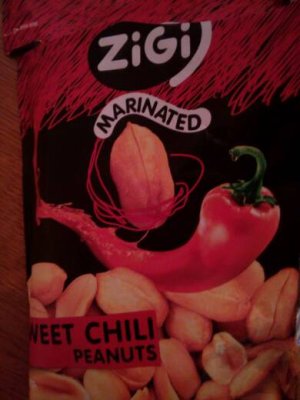 ZiGi
MARINATED
WEET CHILI
PEANUTS